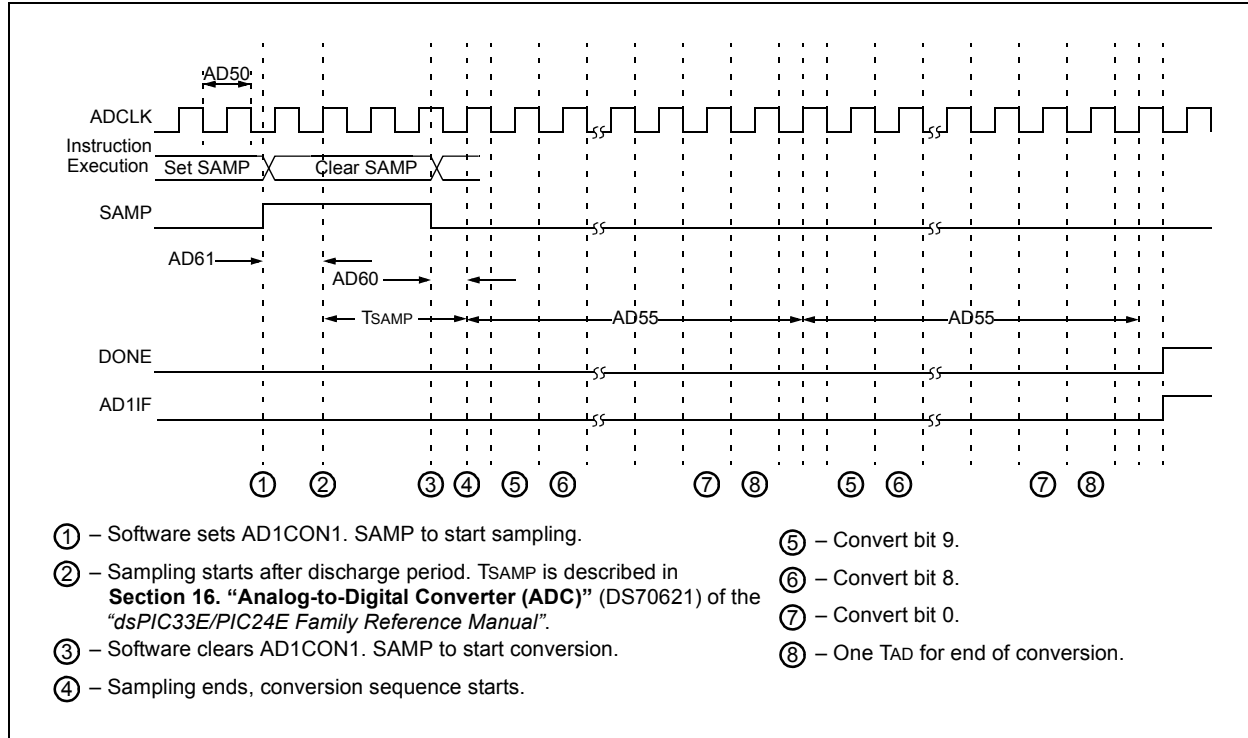 AD50
ADCLK
Instruction
Execution
Set SAMP
Clear SAMP
SAMP
AD61
AD60
TSAMP
AD55
AD55
DONE
AD1IF
1 2 3 4 5 6 7 8 5 6 7 8
① – Software sets AD1CON1. SAMP to start sampling.
② – Sampling starts after discharge period. TSAMP is described in
Section 16. “Analog-to-Digital Converter (ADC)” (DS70621) of the
“dsPIC33E/PIC24E Family Reference Manual”.
③ – Software clears AD1CON1. SAMP to start conversion.
④ – Sampling ends, conversion sequence starts.
⑤ – Convert bit 9.
⑥ – Convert bit 8.
⑦ – Convert bit 0.
⑧ – One TAD for end of conversion.